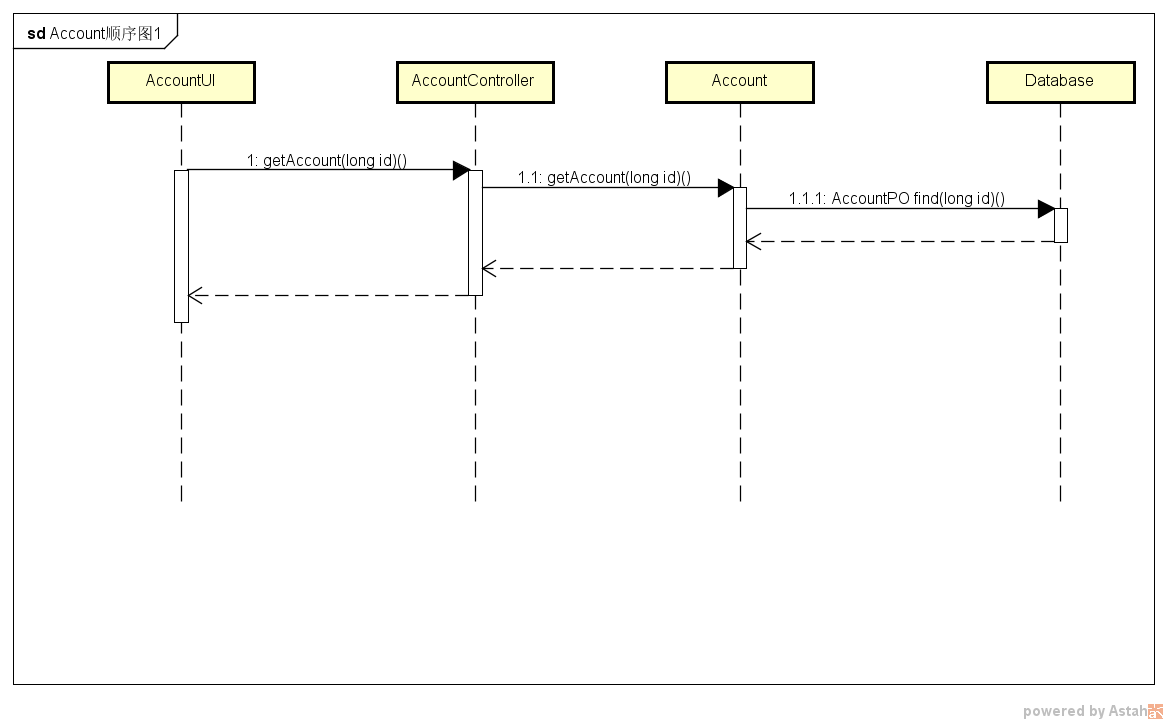 sd Account顺序图1
AccountUI
AccountController
Account
Database
1: getAccount(long id)()
1.1: getAccount(long id)()
1.1.1: AccountPO find(long id)()
powered by Astah